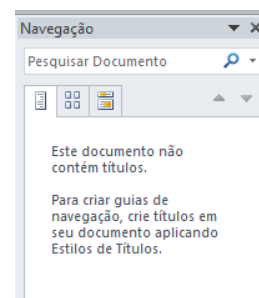 Navegação
Pesquisar Documento
Este documento não
contém títulos.
Para criar guias de
navegação, crie títulos em
seu documento aplicando
Estilos de Títulos.